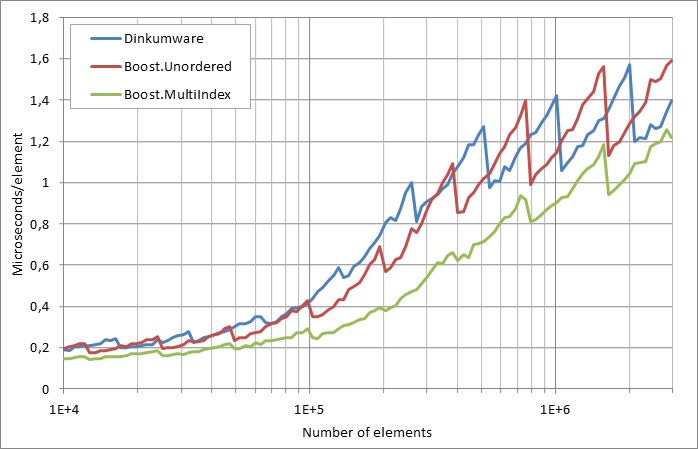 1,8
1,6
1,4
1,2
1
0,8
0,6
0,4
0,2
0
Microseconds/element
Dinkumware
Boost.Unordered
Boost.MultiIndex
1E+4
1E+5
1E+6
Number of elements